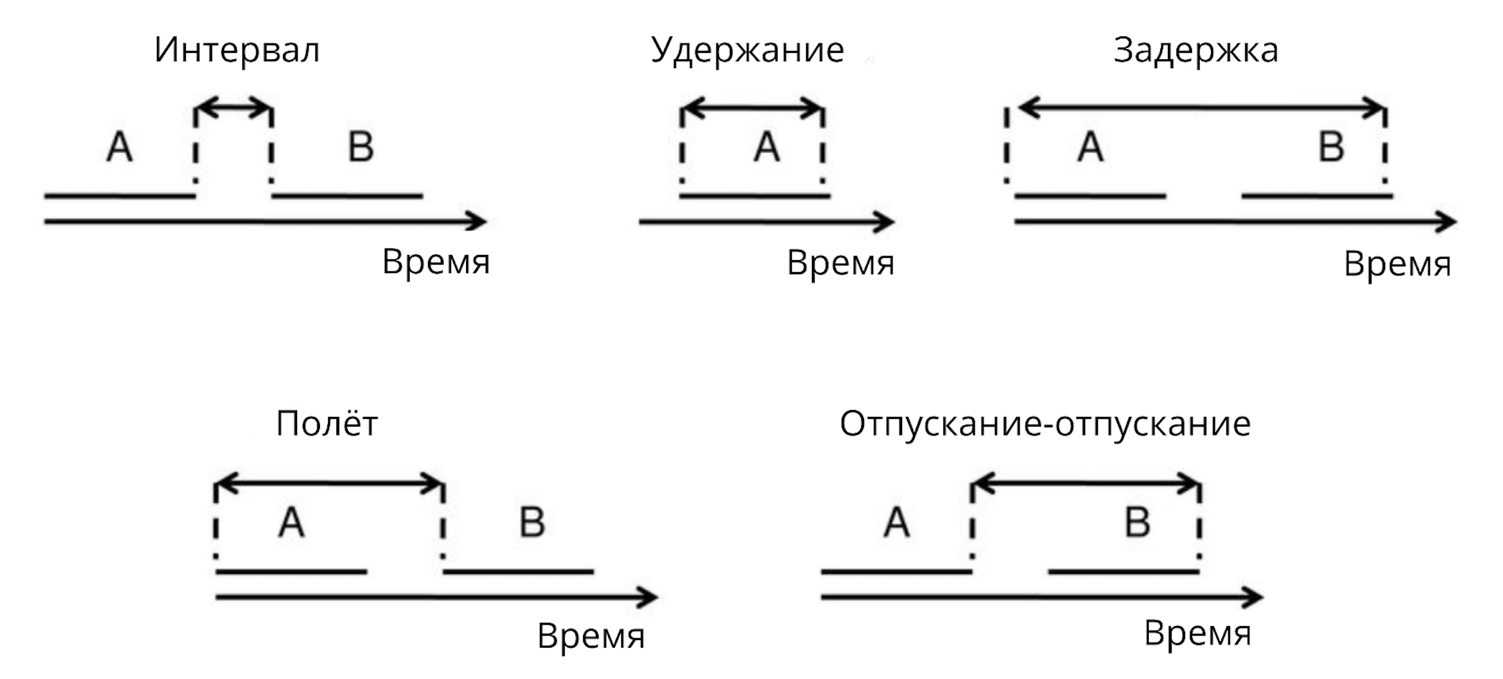 Интервал
Удержание
Задержка
A
B
A
A
B
Время
Время
Время
Полёт
Отпускание-отпускание
A
B
A
B
Время
Время